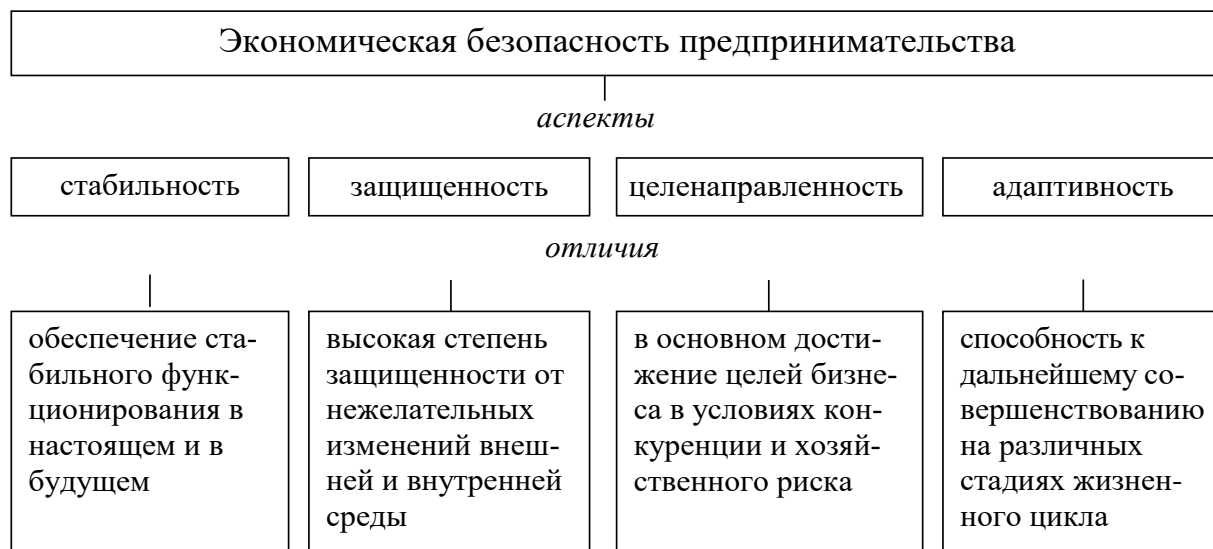 Экономическая безопасность предпринимательства
аспекты
стабильность
защищенность
целенаправленность
адаптивность
отличия
обеспечение ста-
бильного функ-
ционирования в
настоящем и в
будущем
высокая степень
защищенности от
нежелательных
изменений внеш-
ней и внутренней
среды
в основном дости-
жение целей бизне-
са в условиях кон-
куренции и хозяй-
ственного риска
способность к
дальнейшему со-
вершенствованию
на различных
стадиях жизнен-
ного цикла